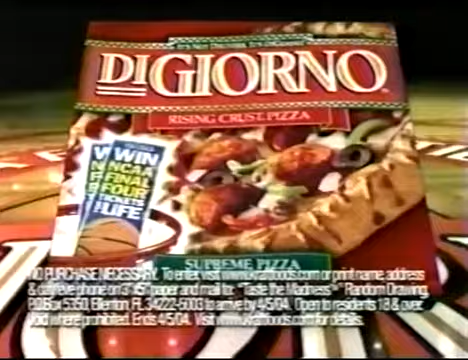 IT'S NOT DELIVERY. IT'S DIGIORNO.
DIGIORNO
RISING CRUST PIZZA
WIN
NCAA
FINAL
FOUR
TICKETS
FOR LIFE
SUPREME PIZZA
NO PURCHASE NECESSARY. To enter visit www.kraftfoods.com or print name, address
& day/eve phone on 3"x5" paper and mail to: "Taste the Madness" Random Drawing,
P.O. Box 5350, Ellenton, FL 34222-5003 to arrive by 4/5/04. Open to residents 18 & over.
Void where prohibited. Ends 4/5/04. Visit www.kraftfoods.com for details.